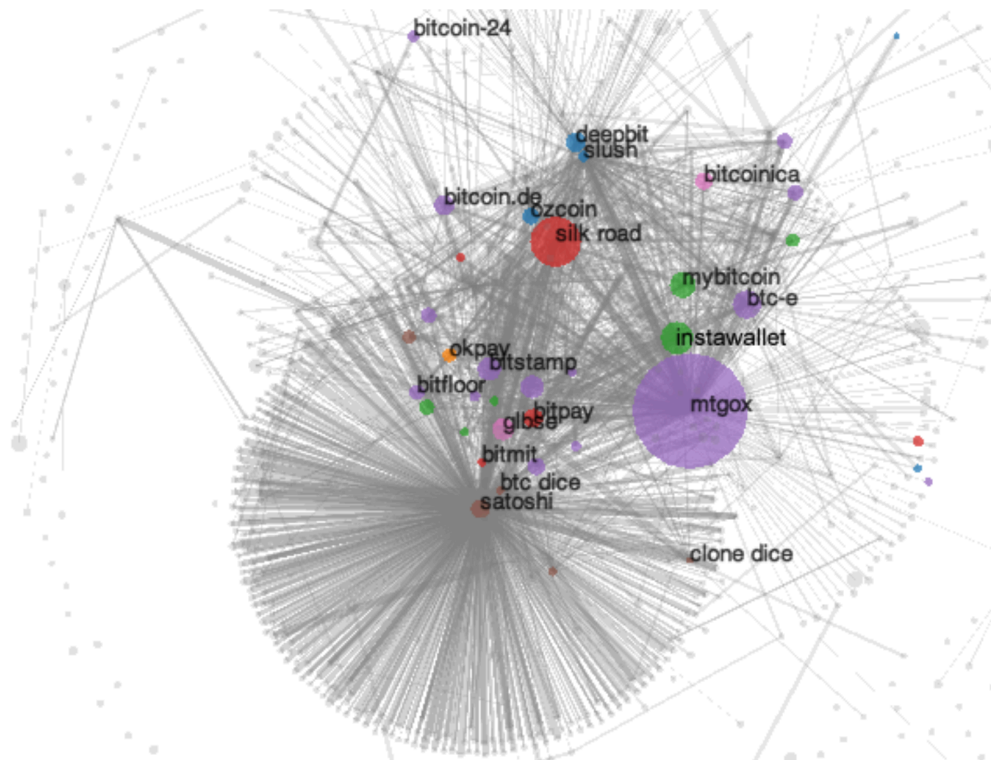 bitcoin-24
deepbit
slush
bitcoinica
bitcoin.de
ozcoin
silk road
mybitcoin
btc-e
instawallet
okpay
bitstamp
bitfloor
mtgox
bitpay
glbse
bitmit
btc dice
satoshi
clone dice